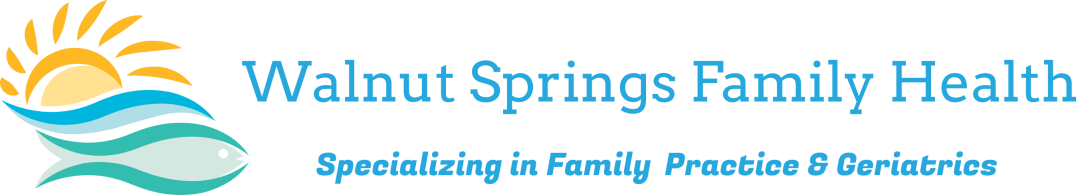 Walnut Springs Family Health
Specializing in Family Practice & Geriatrics